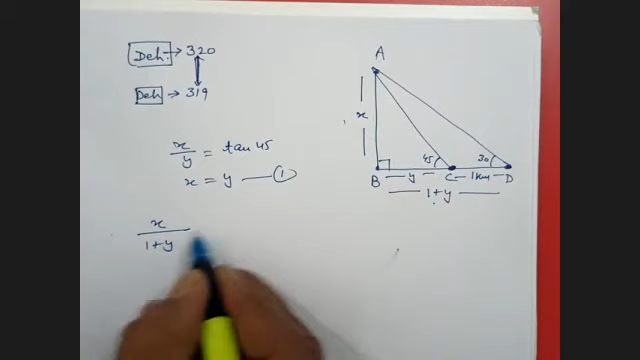 Deh. → 320
Deh → 319
x/y = tan 45
x = y — ①
x/1+y
A
x
45
30
B
y
C
1km
D
1+y